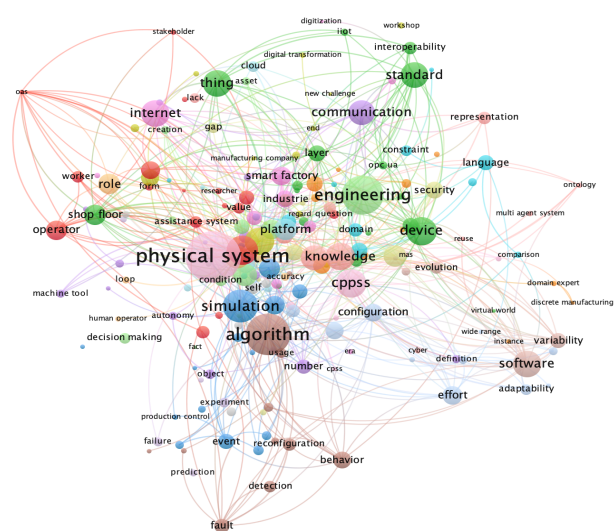 digitization
workshop
stakeholder
iiot
interoperability
digital transformation
cloud
thing
asset
standard
oas
lack
new challenge
internet
value
communication
representation
creation
gap
end
manufacturing company
layer
constraint
opc ua
language
worker
role
form
researcher
smart factory
industrie
engineering
security
ontology
value
multi agent system
shop floor
assistance system
regard question
operator
platform
domain
device
reuse
physical system
knowledge
mas
comparison
evolution
condition
accuracy
self
cppss
loop
domain expert
machine tool
discrete manufacturing
simulation
configuration
virtual world
human operator
autonomy
algorithm
wide range
decision making
instance
variability
fact
usage
era
cyber
definition
software
object
number
cpss
adaptability
effort
experiment
production control
failure
event
reconfiguration
behavior
prediction
detection
fault